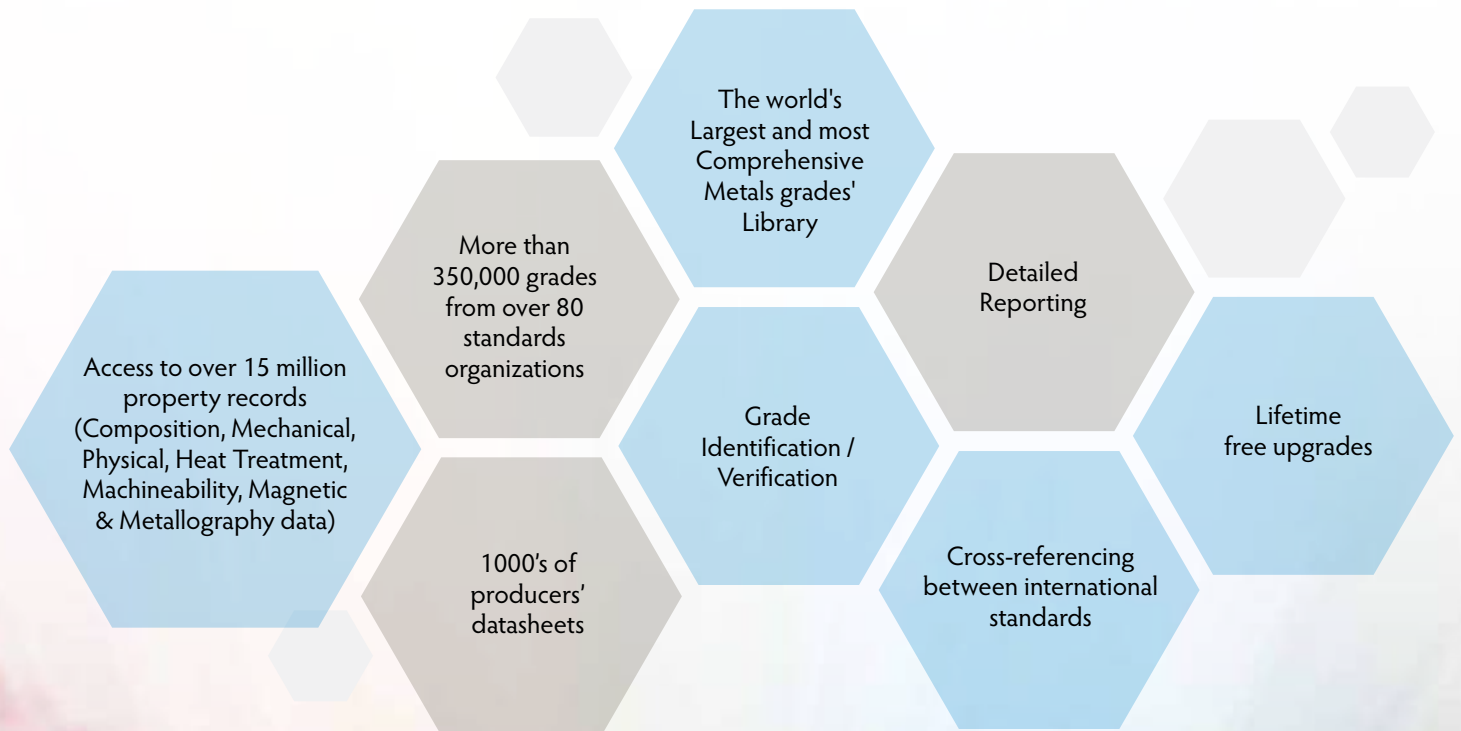 The world's
Largest and most
Comprehensive
Metals grades'
Library
More than
350,000 grades
from over 80
standards
organizations
Detailed
Reporting
Access to over 15 million
property records
(Composition, Mechanical,
Physical, Heat Treatment,
Machineability, Magnetic
& Metallography data)
Grade
Identification /
Verification
Lifetime
free upgrades
1000's of
producers’
datasheets
Cross-referencing
between international
standards